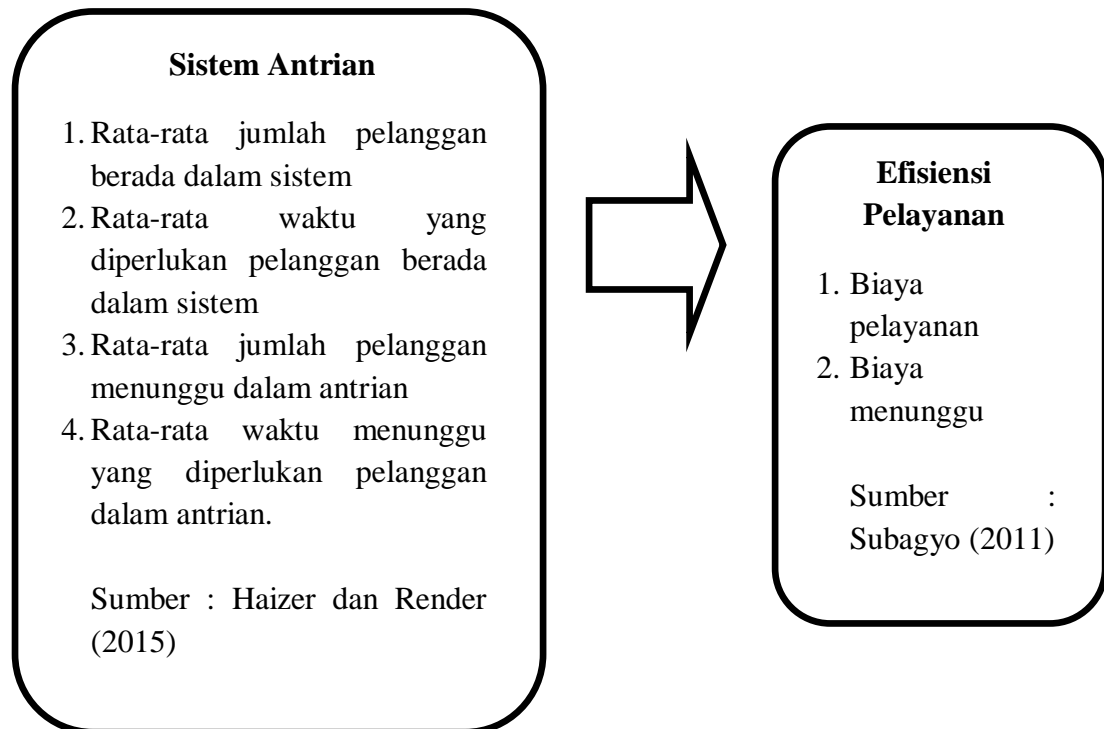 Sistem Antrian
1. Rata-rata jumlah pelanggan
berada dalam sistem
2. Rata-rata waktu yang
diperlukan pelanggan berada
dalam sistem
3. Rata-rata jumlah pelanggan
menunggu dalam antrian
4. Rata-rata waktu menunggu
yang diperlukan pelanggan
dalam antrian.
Sumber : Haizer dan Render
(2015)
Efisiensi
Pelayanan
1. Biaya
pelayanan
2. Biaya
menunggu
Sumber :
Subagyo (2011)